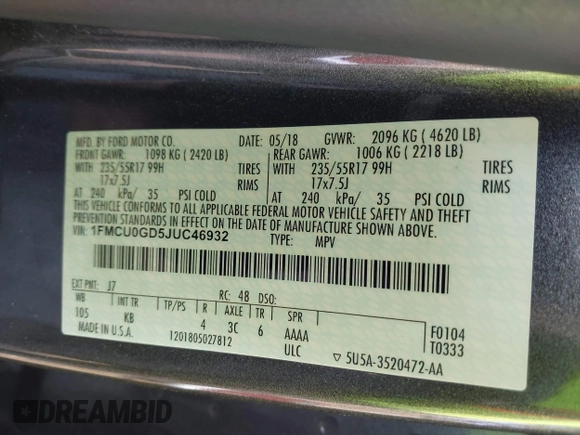 MFD. BY FORD MOTOR CO. 05/18 GVWR: 2096 KG ( 4620 LB)
FRONT GAWR: 1098 KG ( 2420 LB) REAR GAWR: 1006 KG ( 2218 LB)
235/55R17 99H TIRES 235/55R17 99H TIRES
17x7.5J RIMS 17x7.5J RIMS
AT 240 kPa/ 35 PSI COLD AT 240 kPa/ 35 PSI COLD
THIS VEHICLE CONFORMS TO ALL APPLICABLE FEDERAL MOTOR VEHICLE SAFETY AND THEFT
PREVENTION STANDARDS IN EFFECT ON THE DATE OF MANUFACTURE SHOWN ABOVE.
VIN: 1FMCU0GD5JUC46932 TYPE: MPV
EXT PNT: J7 RC: 48 DSO:
WB INT TR TP/PS R AXLE TR SPR
105 KB 4 3C 6 AAAA F0104
MADE IN U.S.A. ULC T0333
1201805027812 ▽ 5U5A-3520472-AA
DREAMBID